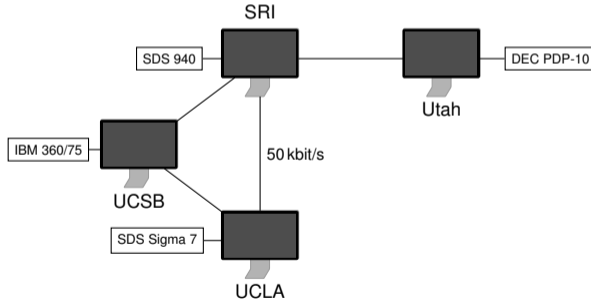 SRI
SDS 940
DEC PDP-10
Utah
IBM 360/75
50 kbit/s
UCSB
SDS Sigma 7
UCLA